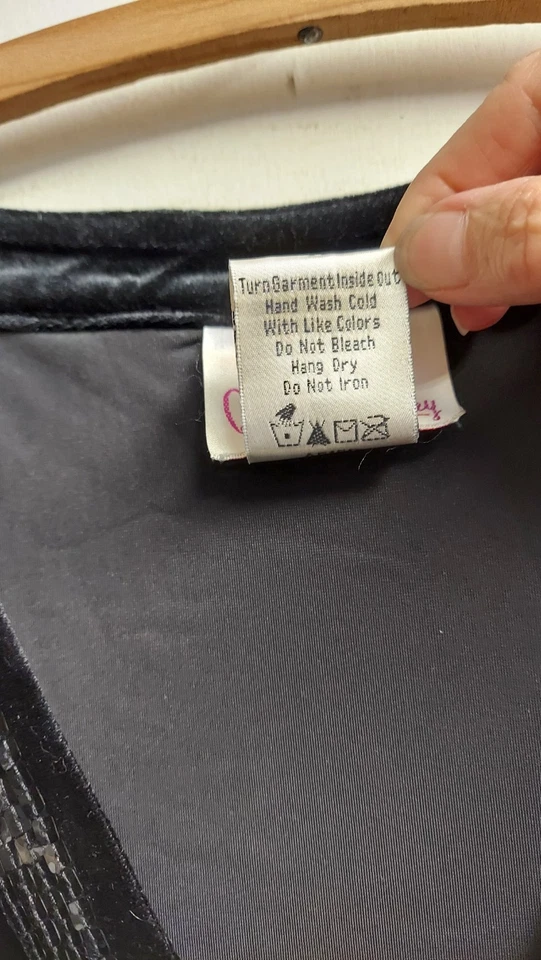 Turn Garment Inside Out
Hand Wash Cold
With Like Colors
Do Not Bleach
Hang Dry
Do Not Iron